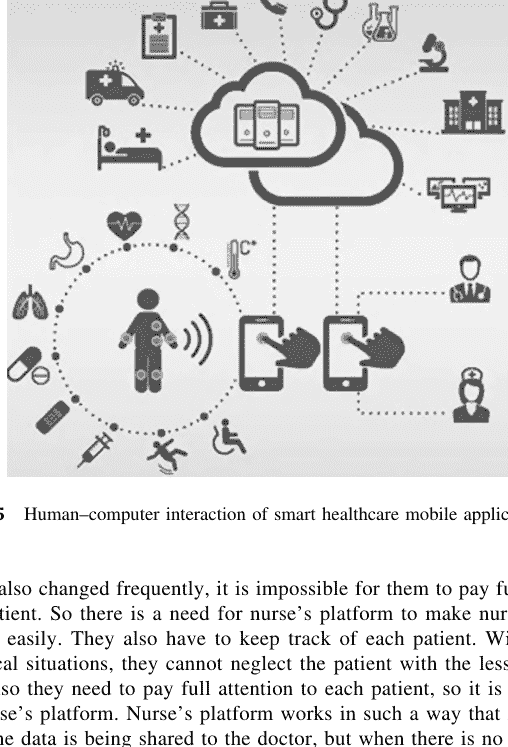 C°
5 Human–computer interaction of smart healthcare mobile applic
also changed frequently, it is impossible for them to pay fu
tient. So there is a need for nurse's platform to make nur
easily. They also have to keep track of each patient. Wi
cal situations, they cannot neglect the patient with the less
so they need to pay full attention to each patient, so it is
se's platform. Nurse's platform works in such a way that
he data is being shared to the doctor, but when there is no